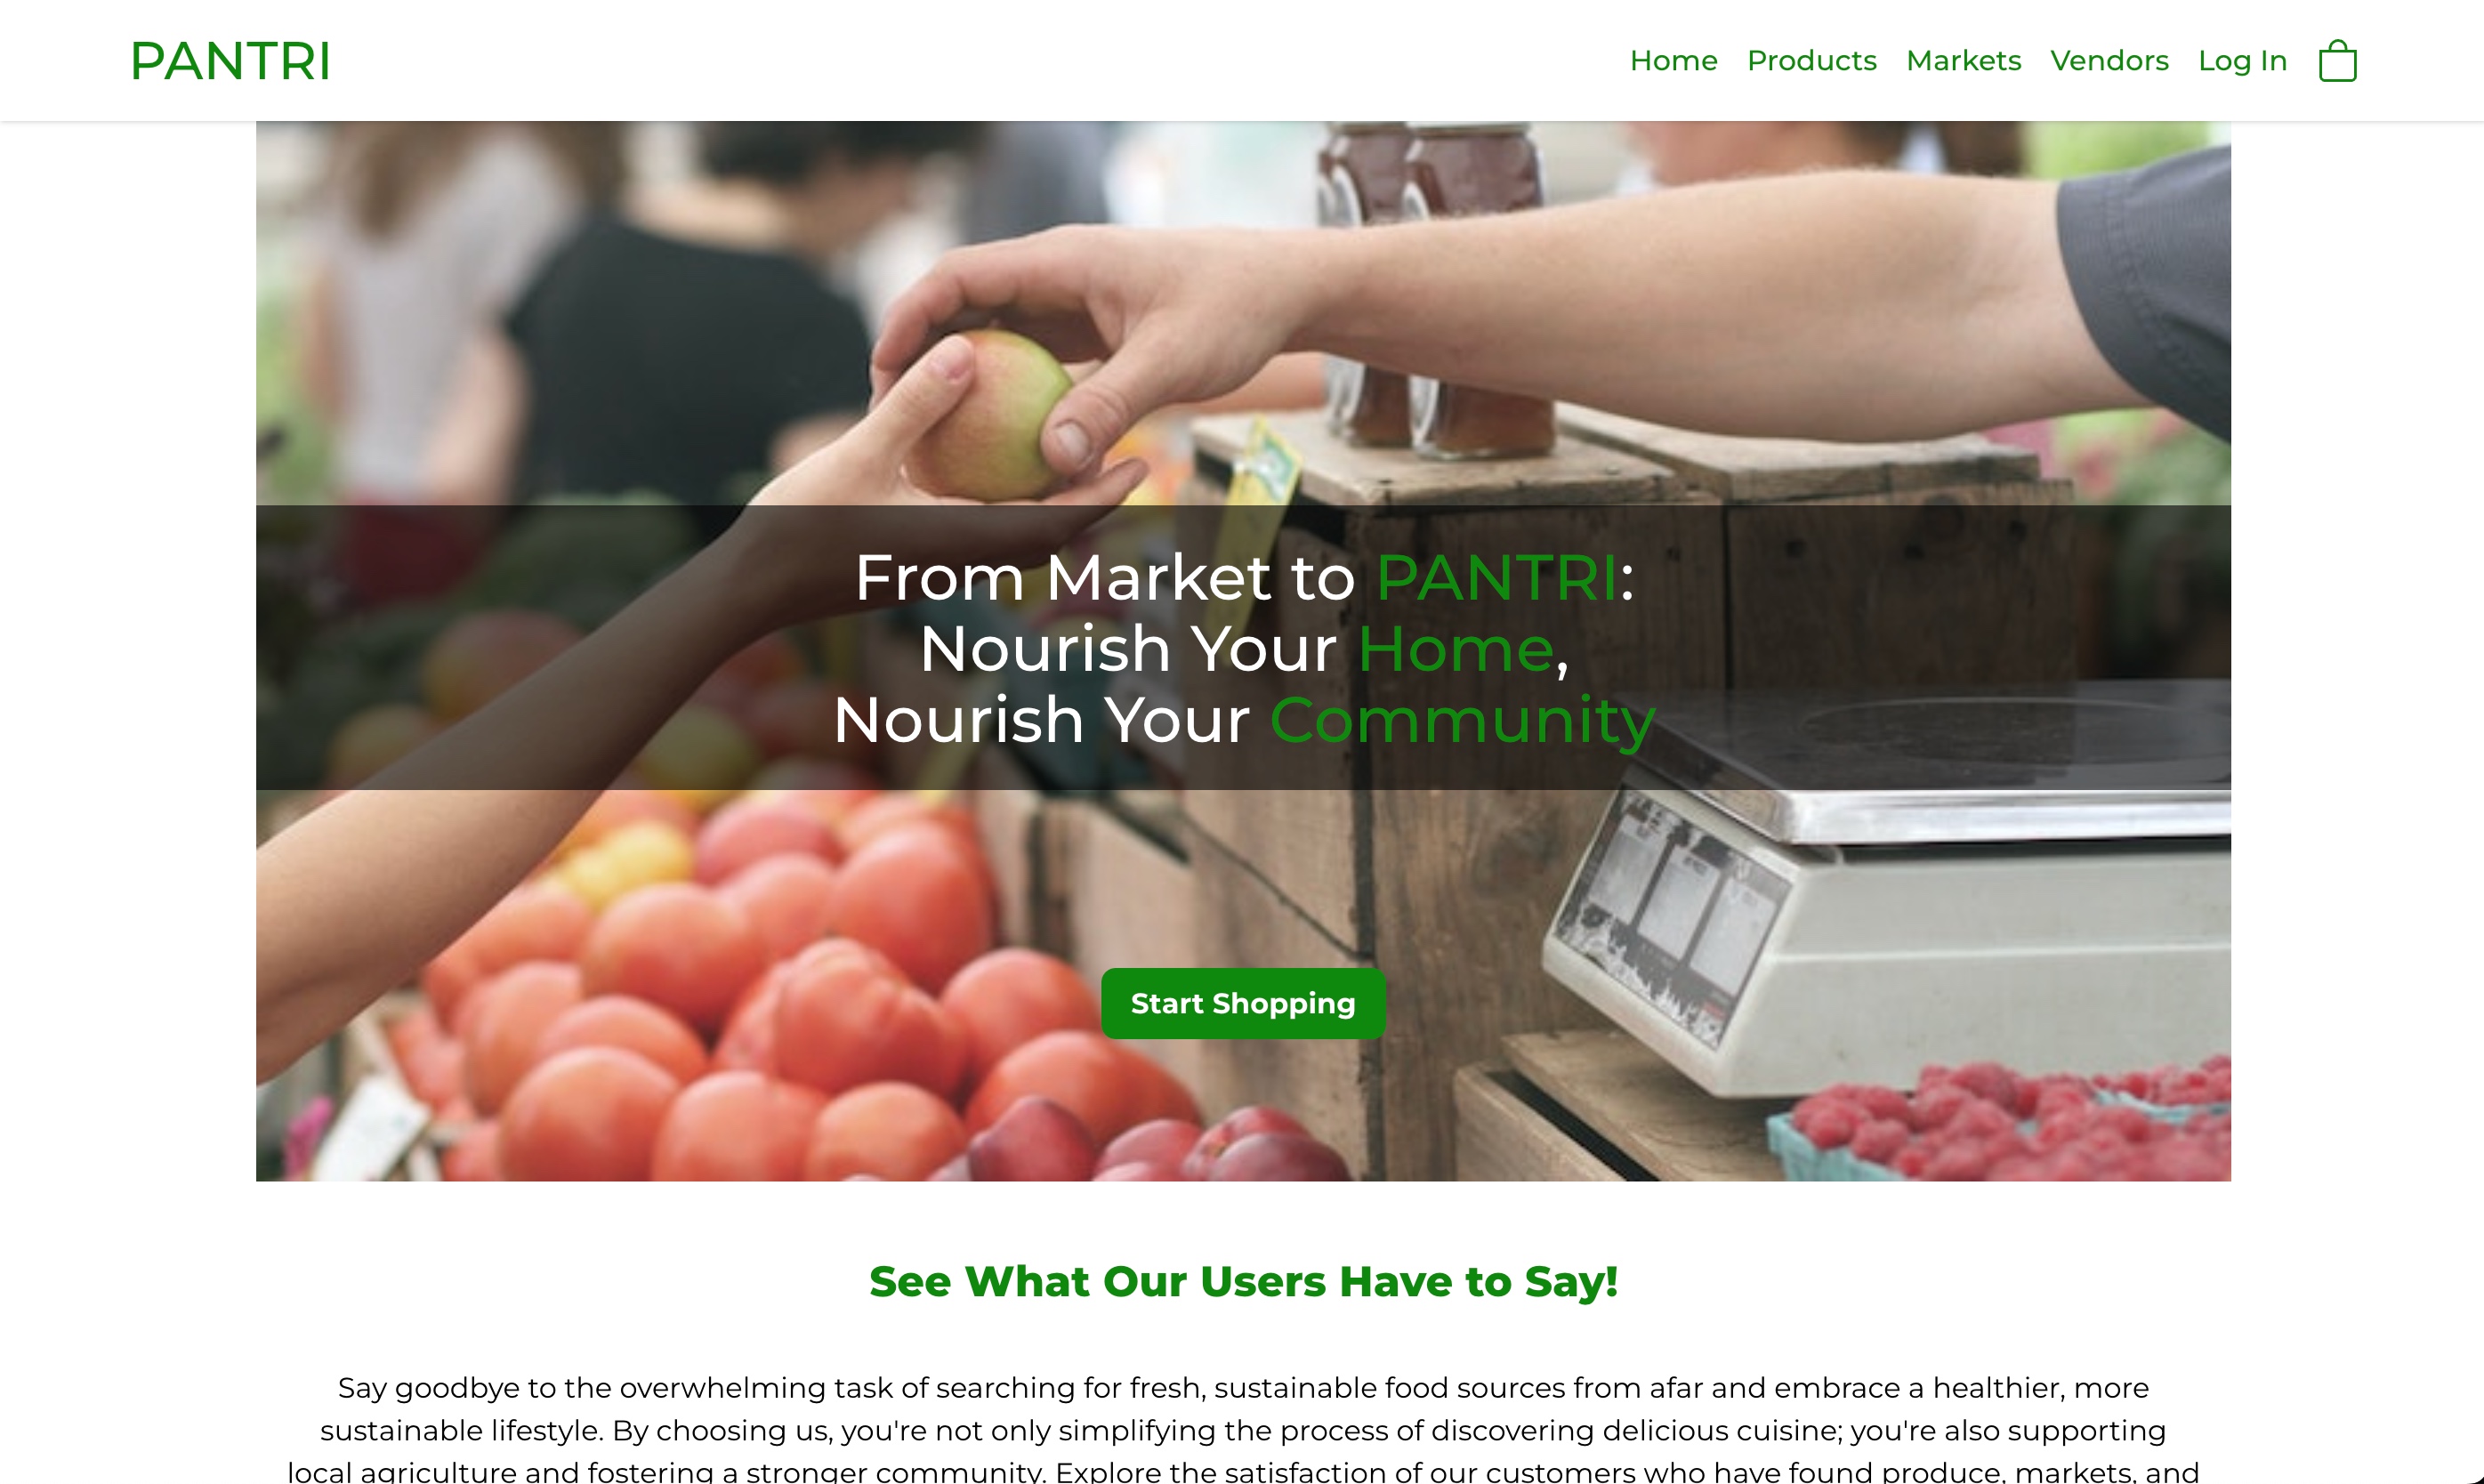 PANTRI
Home Products Markets Vendors Log In
From Market to PANTRI:
Nourish Your Home,
Nourish Your Community
Start Shopping
See What Our Users Have to Say!
Say goodbye to the overwhelming task of searching for fresh, sustainable food sources from afar and embrace a healthier, more
sustainable lifestyle. By choosing us, you're not only simplifying the process of discovering delicious cuisine; you're also supporting
local agriculture and fostering a stronger community. Explore the satisfaction of our customers who have found produce, markets, and